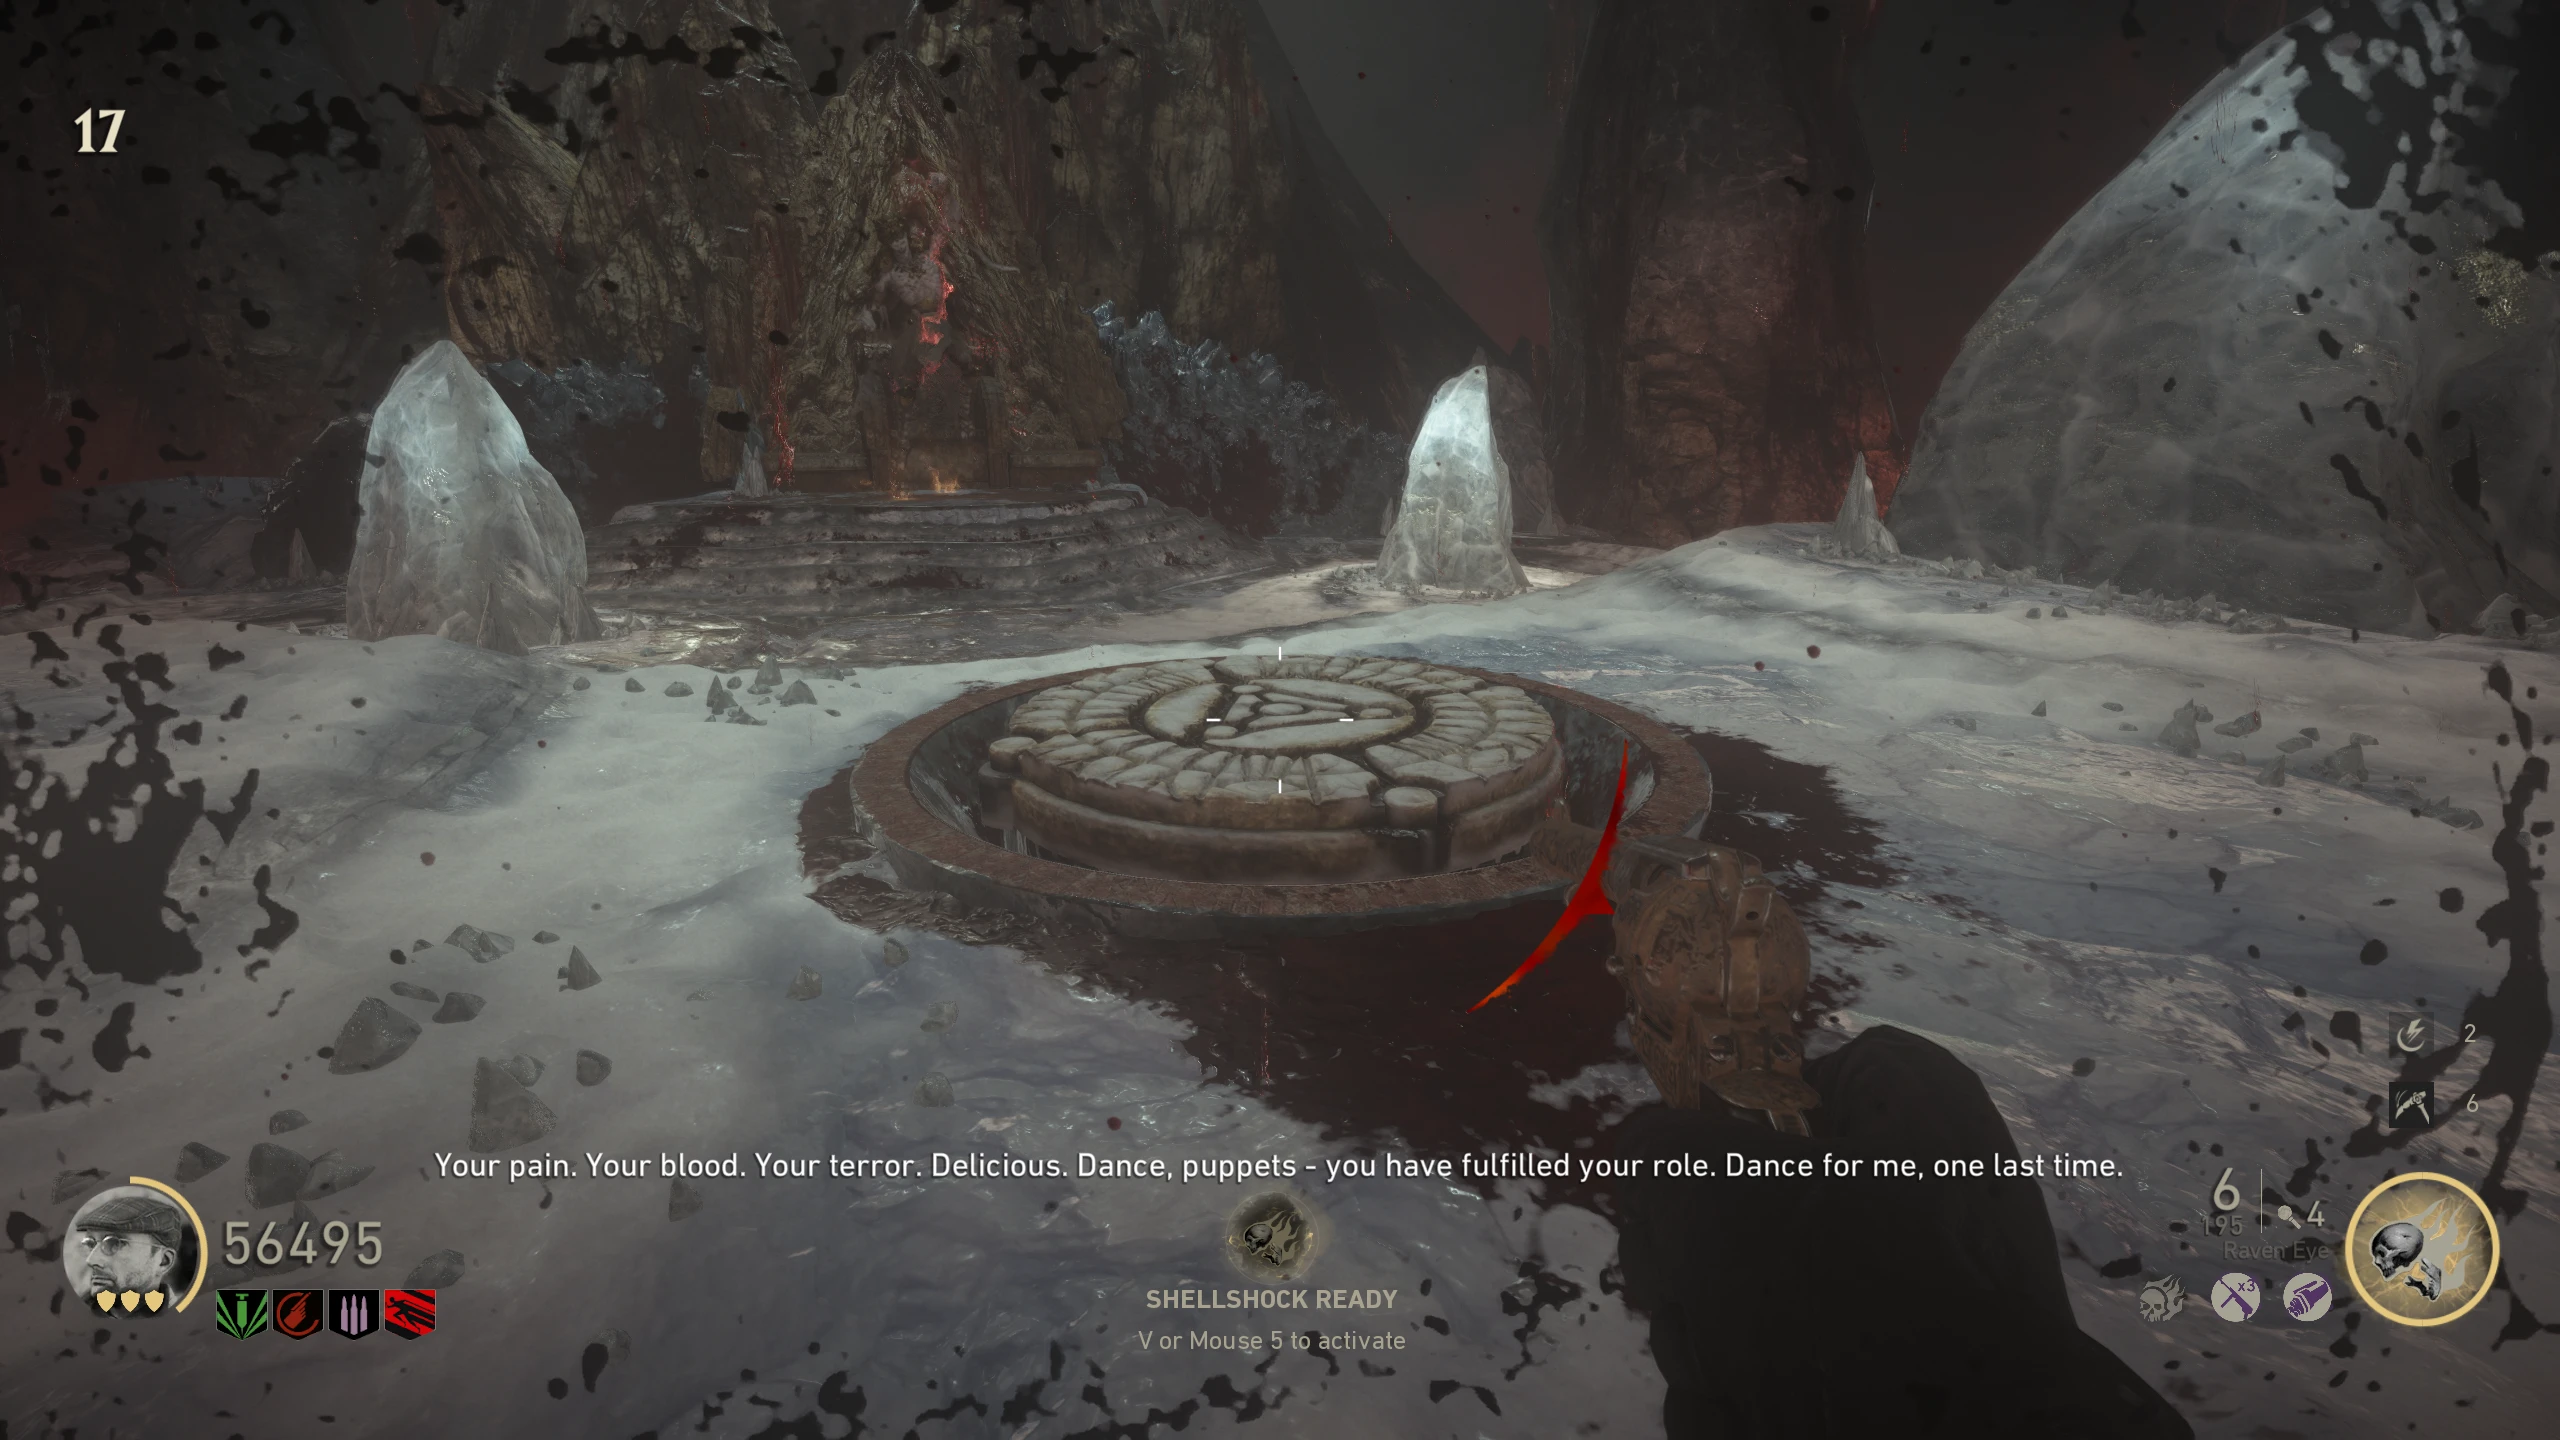 17
Your pain. Your blood. Your terror. Delicious. Dance, puppets - you have fulfilled your role. Dance for me, one last time.
2
6
56495
6
195
4
Raven Eye
x3
SHELLSHOCK READY
V or Mouse 5 to activate